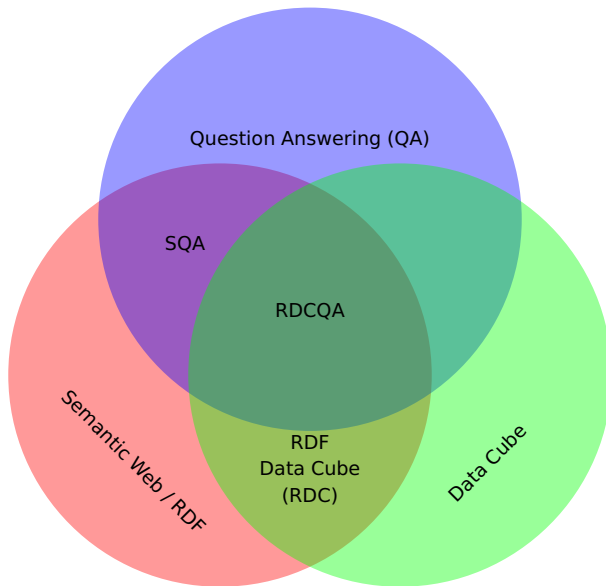 Question Answering (QA)
SQA
RDCQA
Semantic Web / RDF
RDF
Data Cube
(RDC)
Data Cube